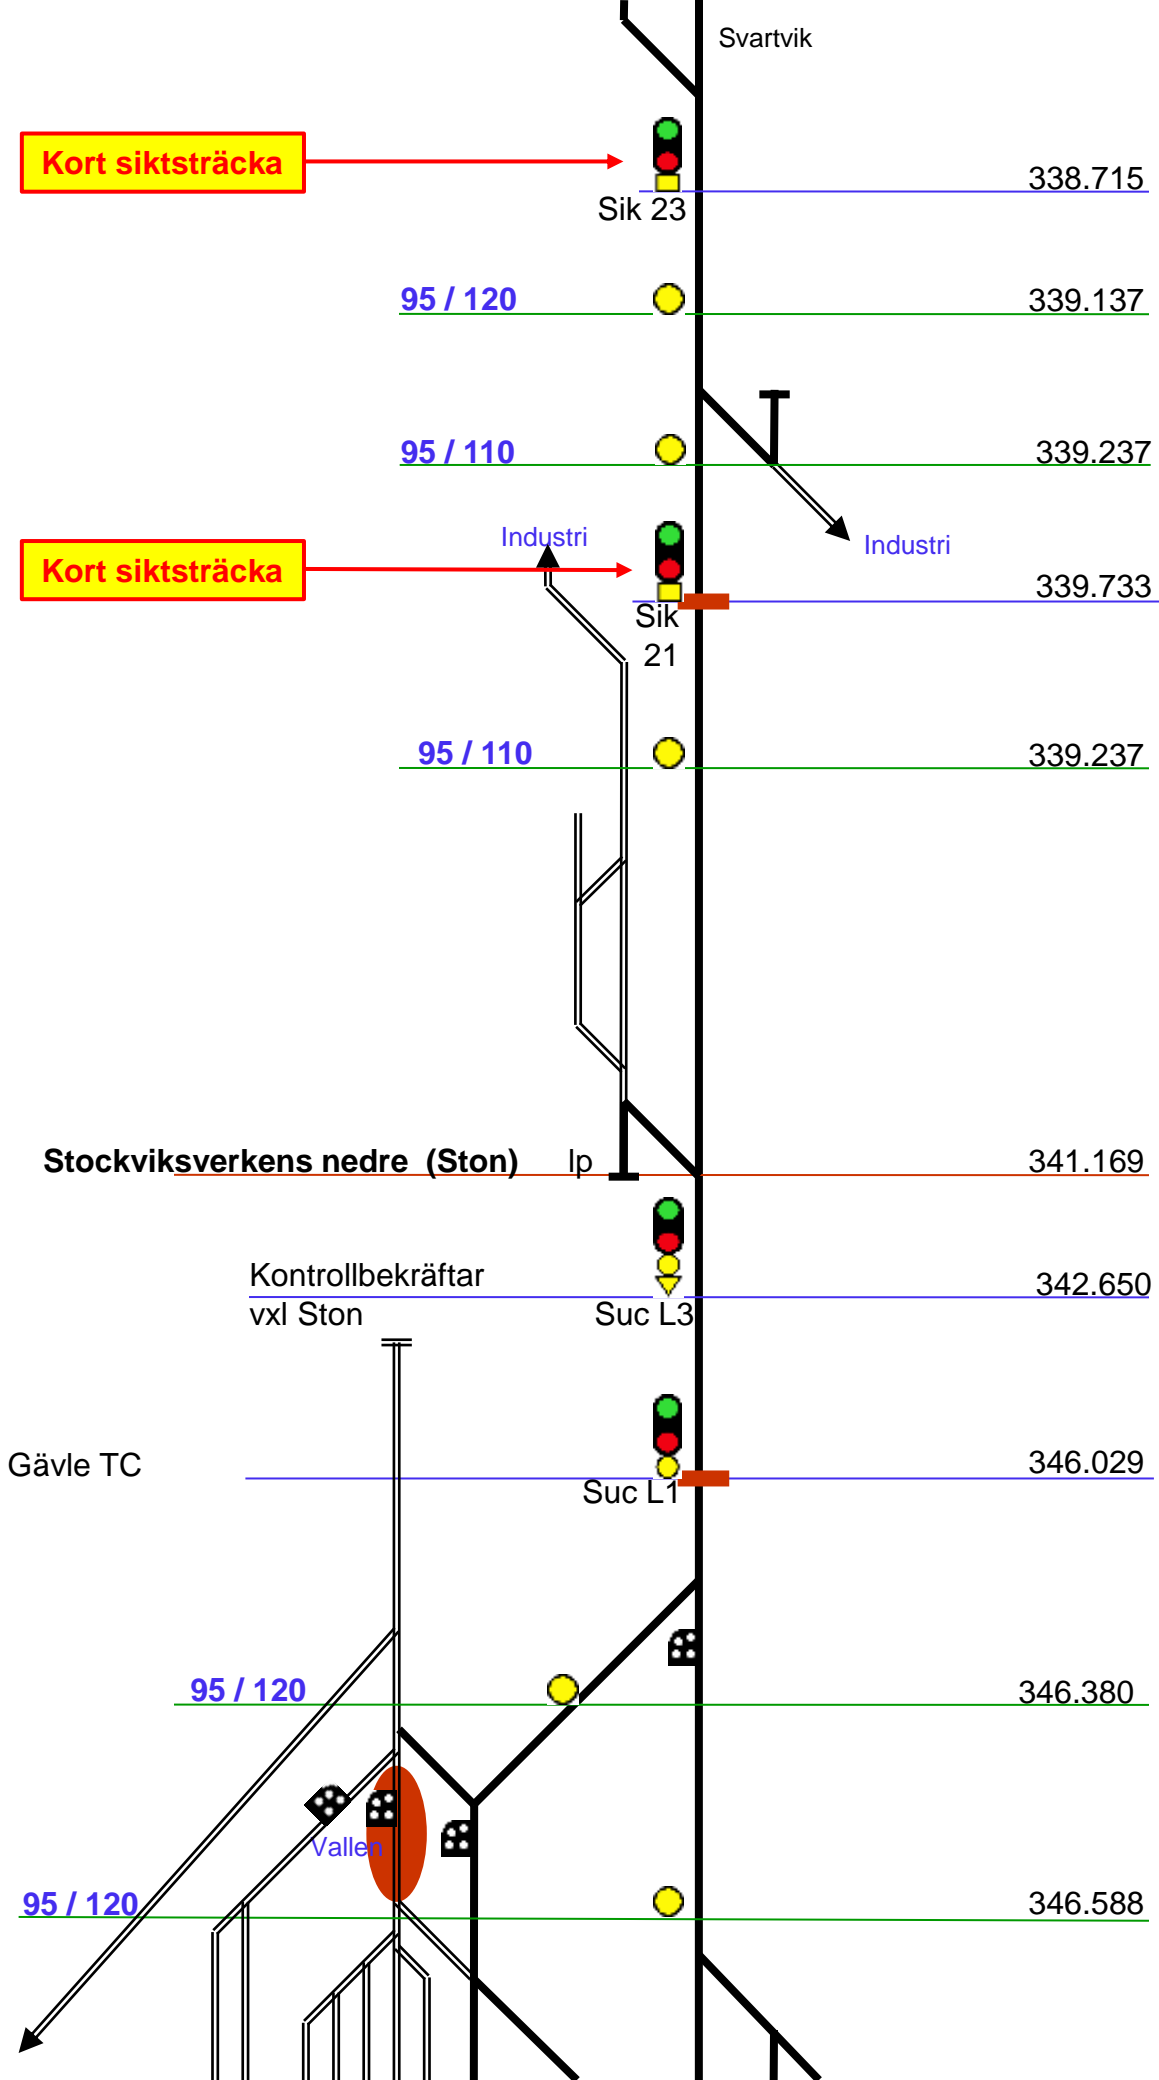 Svartvik
Kort siktsträcka
338.715
Sik 23
95 / 120
339.137
95 / 110
339.237
Industri
Industri
Kort siktsträcka
339.733
Sik
21
95 / 110
339.237
Stockviksverkens nedre (Ston) lp
341.169
Kontrollbekräftar
342.650
vxl Ston
Suc L3
Gävle TC
346.029
Suc L1
95 / 120
346.380
Vallen
95 / 120
346.588